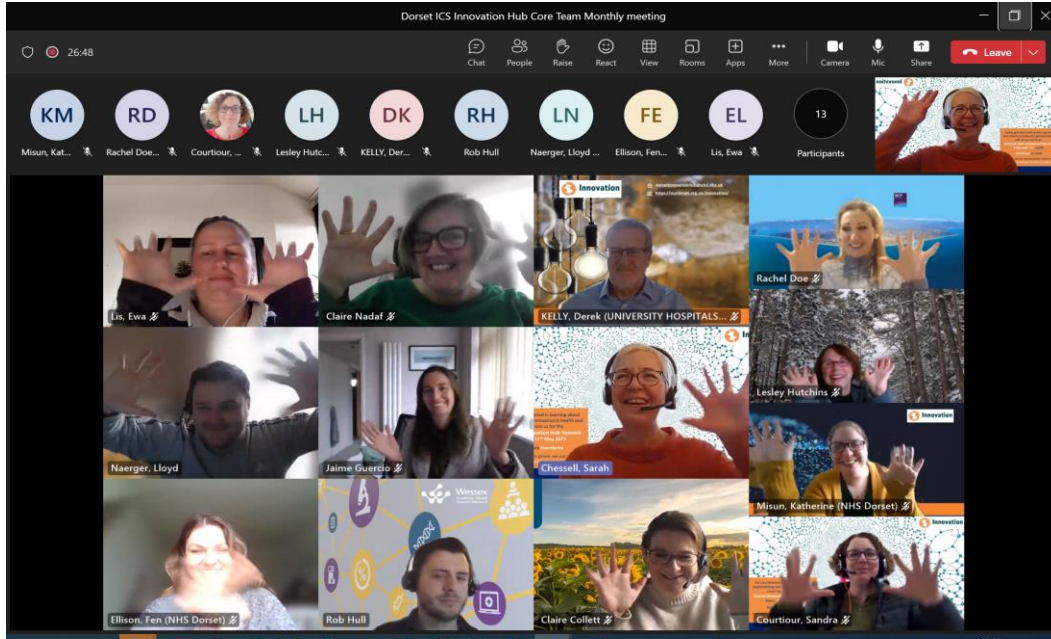 Dorset ICS Innovation Hub Core Team Monthly meeting
26:48
Chat People Raise React View Rooms Apps More Camera Mic Share Leave
KM RD LH DK RH LN FE EL 13
Misun, Kat... Rachel Doe... Courtiour, ... Lesley Hutc... KELLY, Der... Rob Hull Naerger, Lloyd ... Ellison, Fen... Lis, Ewa Participants
Innovation
Lis, Ewa
Claire Nadaf
KELLY, Derek (UNIVERSITY HOSPITALS...
Rachel Doe
Lesley Hutchins
Naerger, Lloyd
Jaime Guercio
Chessell, Sarah
Innovation
Misun, Katherine (NHS Dorset)
Wessex
Ellison, Fen (NHS Dorset)
Rob Hull
Claire Collett
Innovation
Courtiour, Sandra